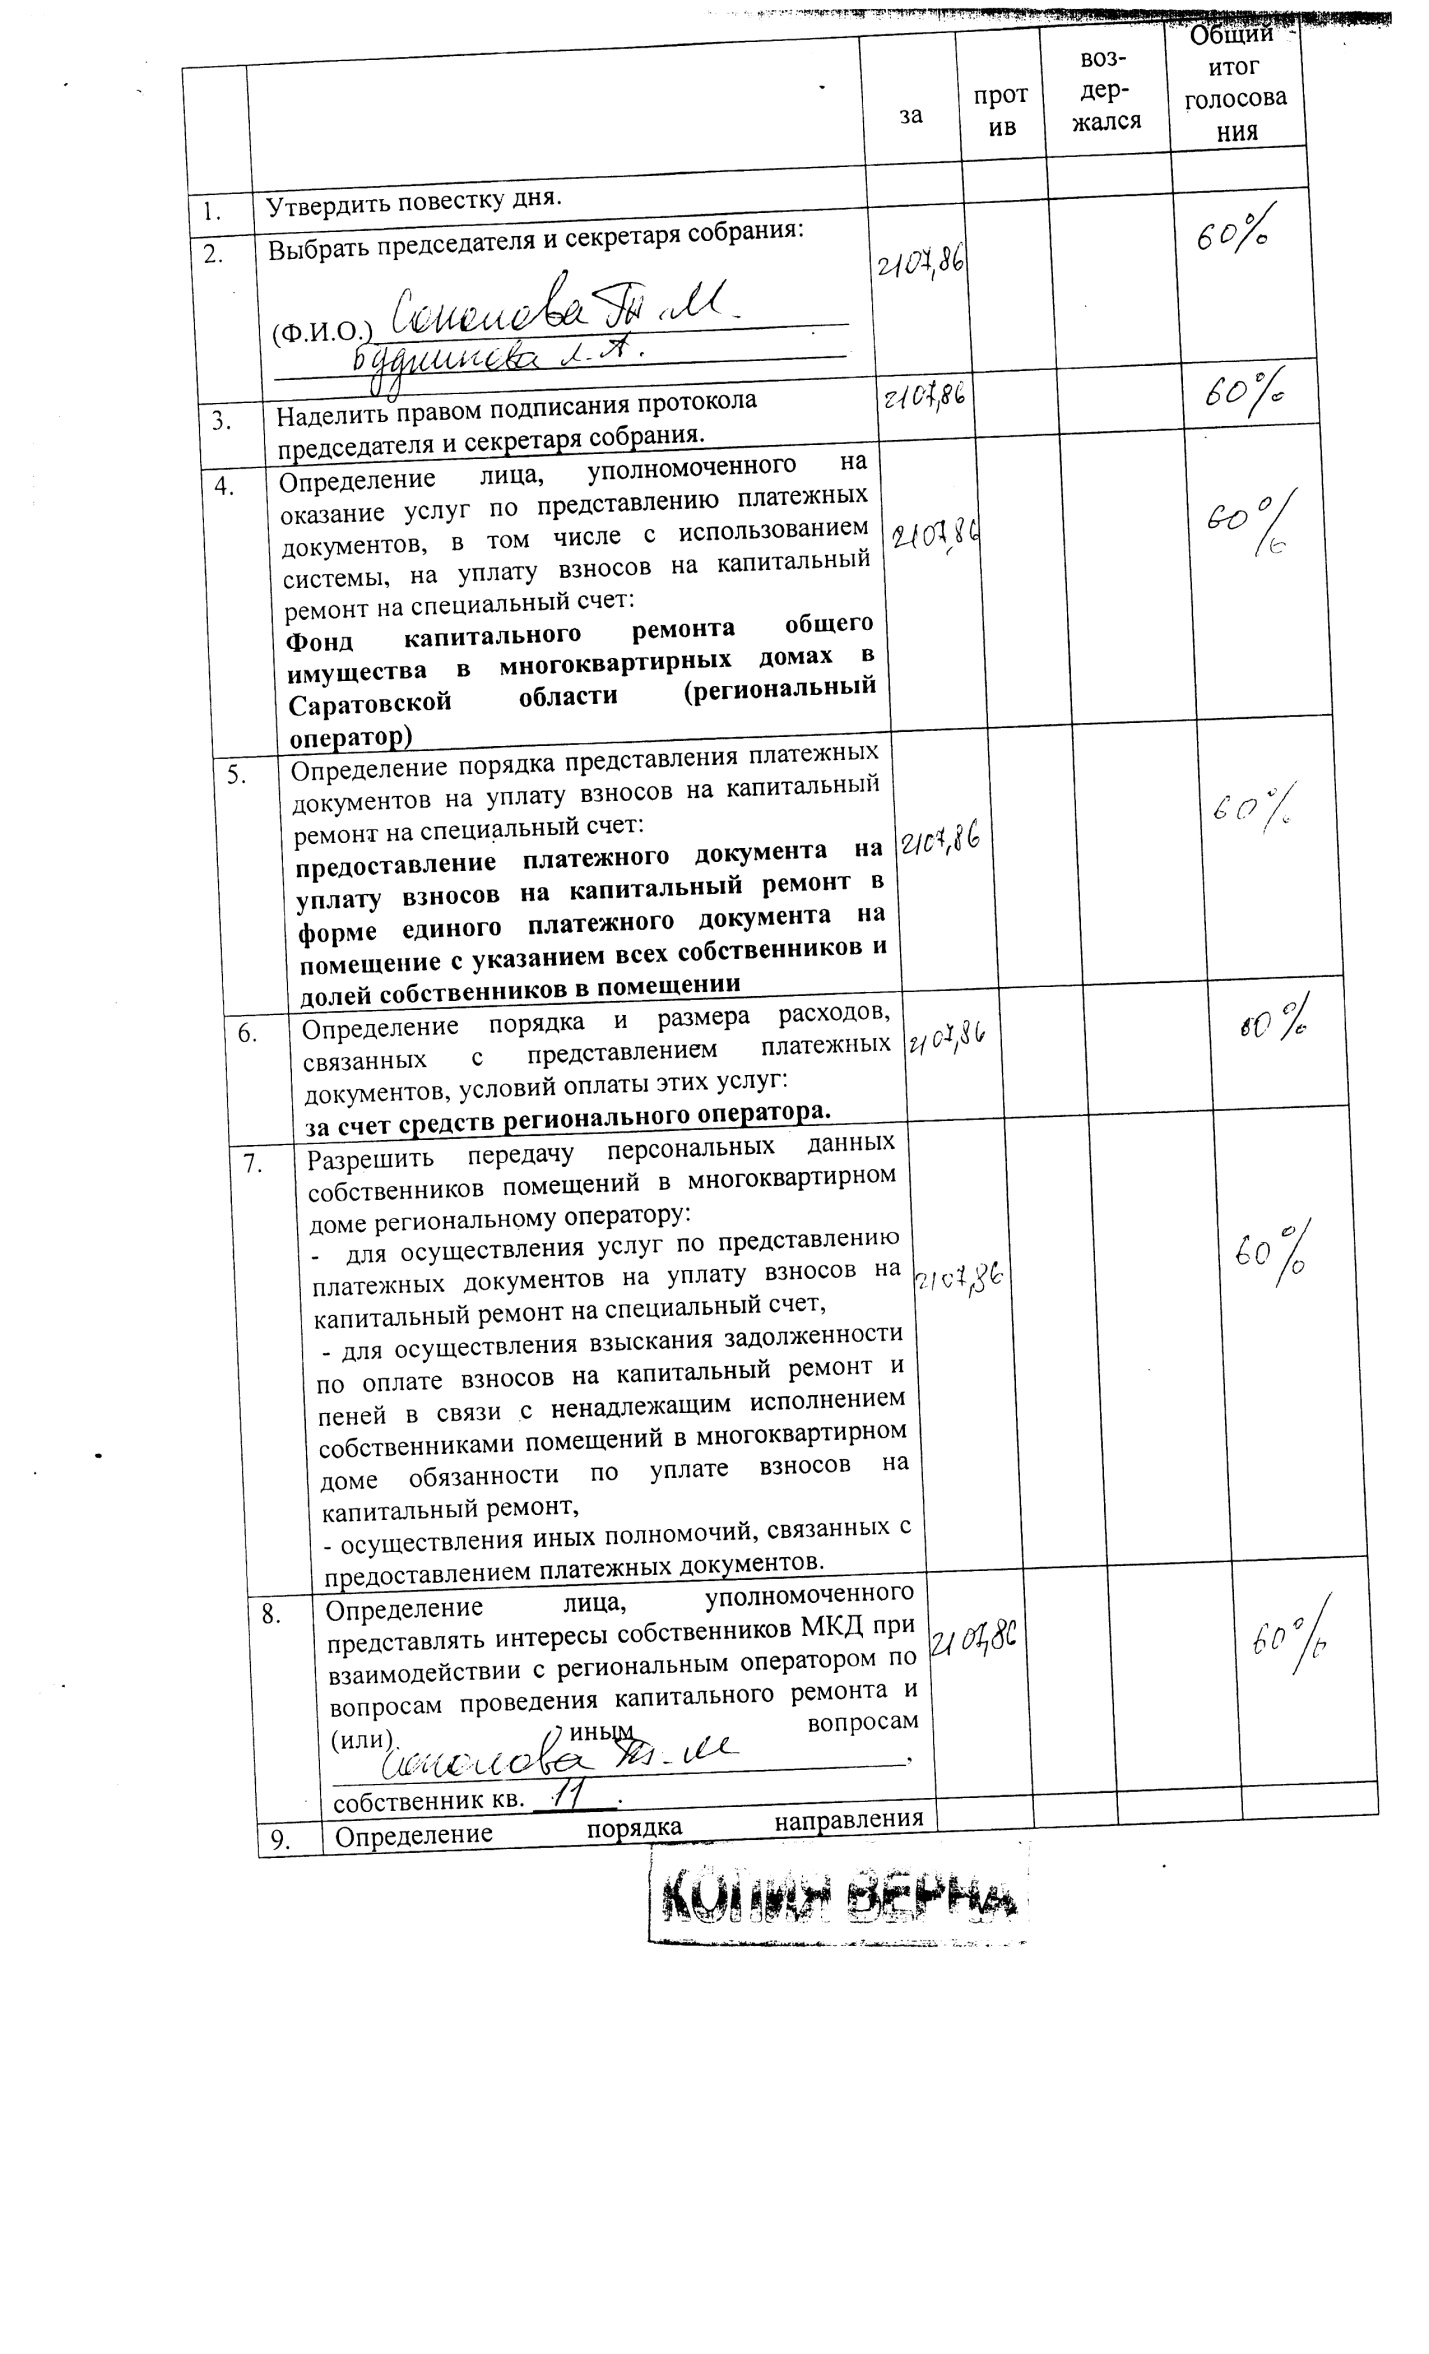 за
прот
ив
воз-
дер-
жался
Общий
итог
голосова
ния
1. Утвердить повестку дня.
2. Выбрать председателя и секретаря собрания: 2107,86 60%
(Ф.И.О.)
3. Наделить правом подписания протокола 2107,86 60%
председателя и секретаря собрания.
4. Определение лица, уполномоченного на
оказание услуг по представлению платежных
документов, в том числе с использованием 2107,86 60%
системы, на уплату взносов на капитальный
ремонт на специальный счет:
Фонд капитального ремонта общего
имущества в многоквартирных домах в
Саратовской области (региональный
оператор)
5. Определение порядка представления платежных
документов на уплату взносов на капитальный
ремонт на специальный счет: 2107,86 60%
предоставление платежного документа на
уплату взносов на капитальный ремонт в
форме единого платежного документа на
помещение с указанием всех собственников и
долей собственников в помещении
6. Определение порядка и размера расходов, 2107,86 60%
связанных с представлением платежных
документов, условий оплаты этих услуг:
за счет средств регионального оператора.
7. Разрешить передачу персональных данных
собственников помещений в многоквартирном
доме региональному оператору:
- для осуществления услуг по представлению
платежных документов на уплату взносов на 2107,86 60%
капитальный ремонт на специальный счет,
- для осуществления взыскания задолженности
по оплате взносов на капитальный ремонт и
пеней в связи с ненадлежащим исполнением
собственниками помещений в многоквартирном
доме обязанности по уплате взносов на
капитальный ремонт,
- осуществления иных полномочий, связанных с
предоставлением платежных документов.
8. Определение лица, уполномоченного
представлять интересы собственников МКД при 2107,86 60%
взаимодействии с региональным оператором по
вопросам проведения капитального ремонта и
(или) иным вопросам
,
собственник кв. 11.
9. Определение порядка направления
КОПИЯ ВЕРНА